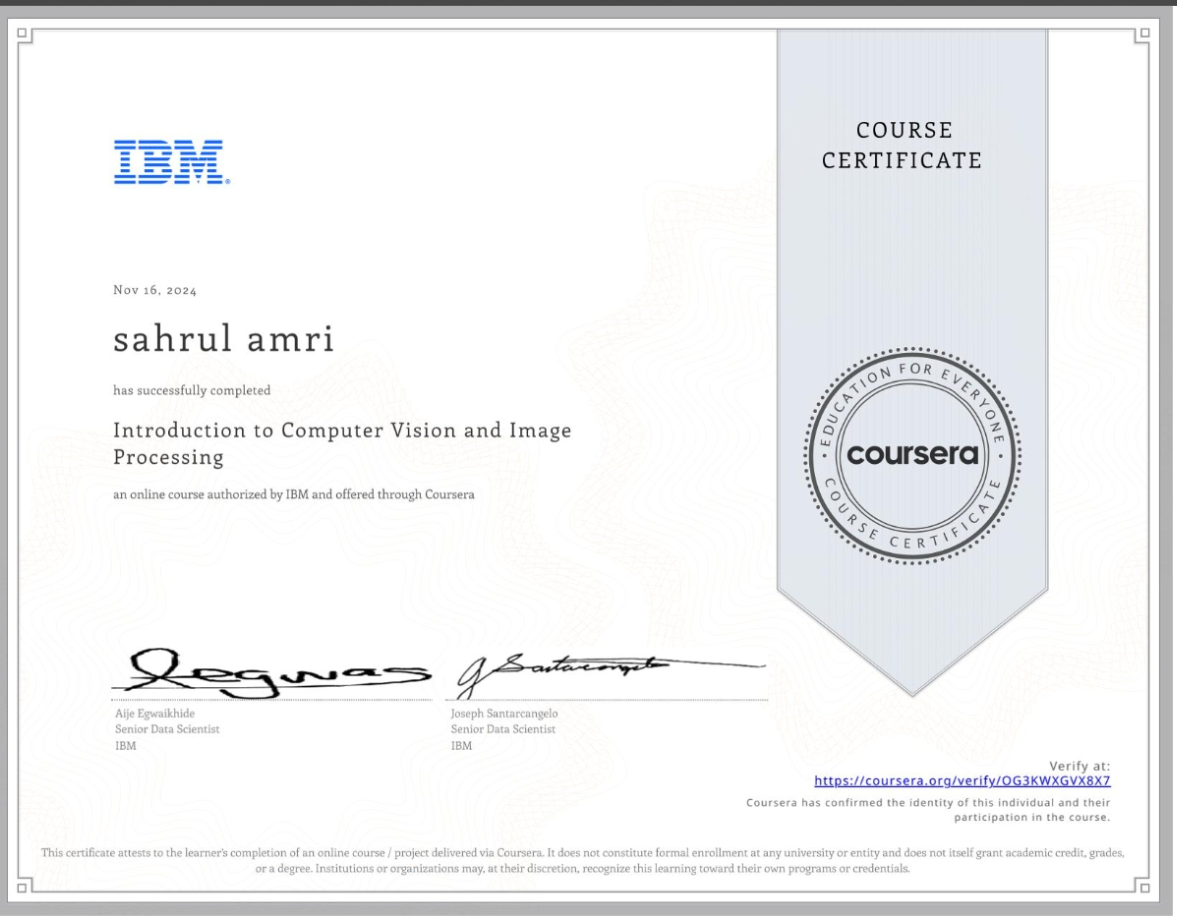 IBM®
COURSE
CERTIFICATE
Nov 16, 2024
sahrul amri
has successfully completed
Introduction to Computer Vision and Image
Processing
an online course authorized by IBM and offered through Coursera
EDUCATION FOR EVERYONE
coursera
COURSE CERTIFICATE
Aije Egwaikhide
Senior Data Scientist
IBM
Joseph Santarcangelo
Senior Data Scientist
IBM
Verify at:
https://coursera.org/verify/OG3KWXGVX8X7
Coursera has confirmed the identity of this individual and their
participation in the course.
This certificate attests to the learner's completion of an online course / project delivered via Coursera. It does not constitute formal enrollment at any university or entity and does not itself grant academic credit, grades,
or a degree. Institutions or organizations may, at their discretion, recognize this learning toward their own programs or credentials.